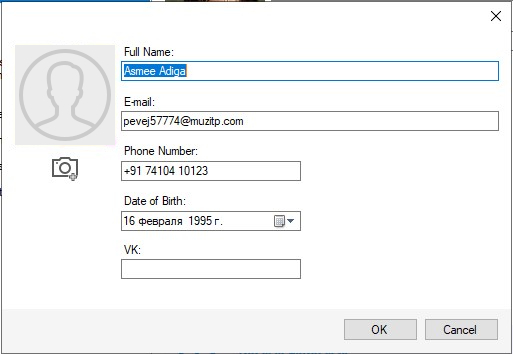 Full Name:
Asmee Adiga
E-mail:
pevej57774@muzitp.com
Phone Number:
+91 74104 10123
Date of Birth:
16 февраля 1995 г.
VK:
OK
Cancel